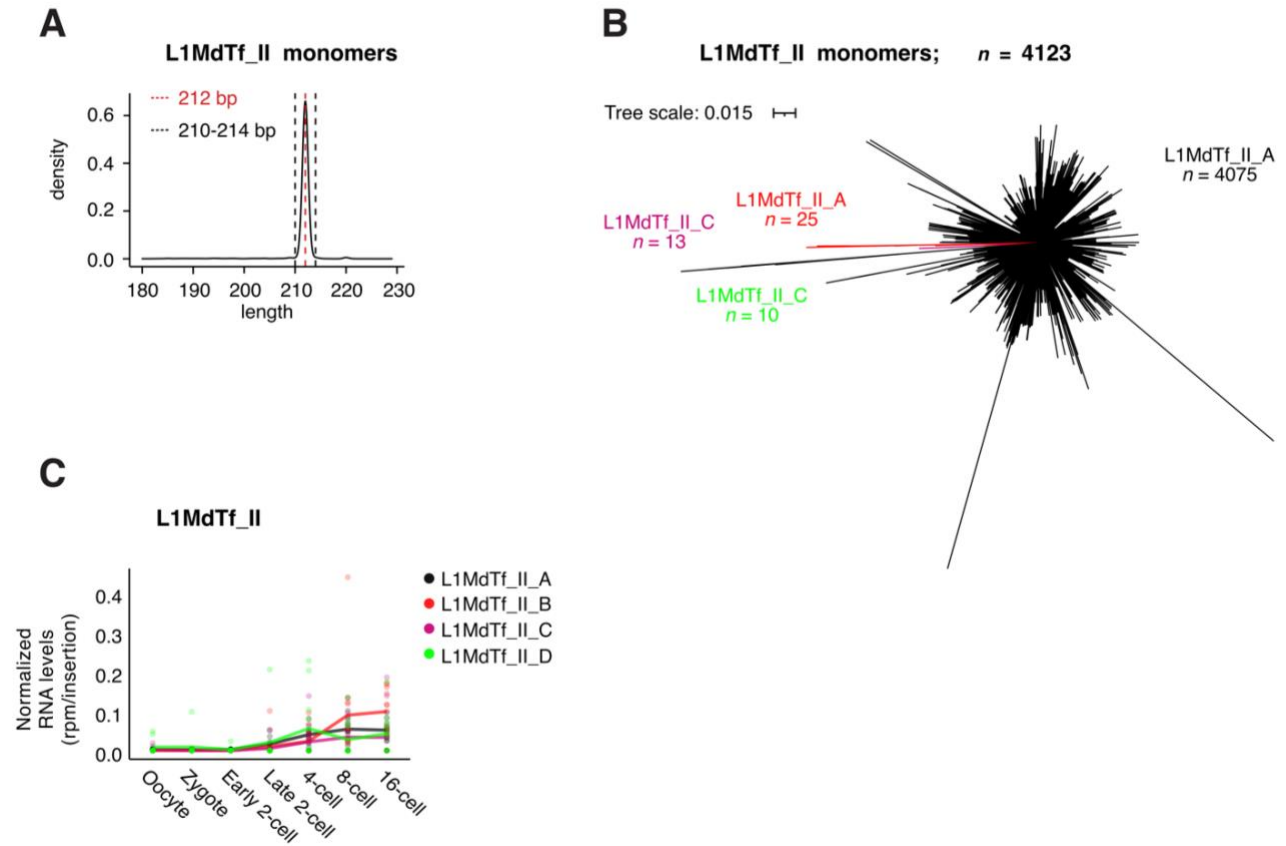 A
L1MdTf_II monomers
212 bp
210-214 bp
density
0.6
0.4
0.2
0.0
180 190 200 210 220 230
length
B
L1MdTf_II monomers; n = 4123
Tree scale: 0.015
L1MdTf_II_A
n = 4075
L1MdTf_II_A
n = 25
L1MdTf_II_C
n = 13
L1MdTf_II_C
n = 10
C
L1MdTf_II
Normalized
RNA levels
(rpm/insertion)
0.4
0.3
0.2
0.1
0.0
L1MdTf_II_A
L1MdTf_II_B
L1MdTf_II_C
L1MdTf_II_D
Oocyte
Zygote
Early 2-cell
Late 2-cell
4-cell
8-cell
16-cell